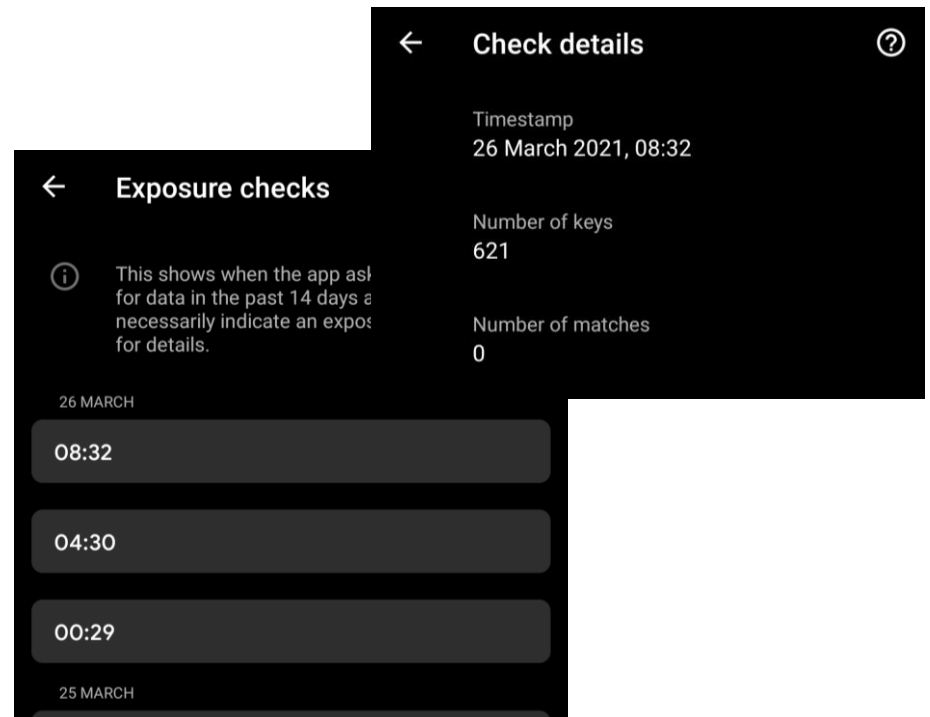 Check details
Timestamp
26 March 2021, 08:32
Number of keys
621
Number of matches
0
Exposure checks
This shows when the app
for data in the past 14 days
necessarily indicate an
for details.
26 MARCH
08:32
04:30
00:29
25 MARCH